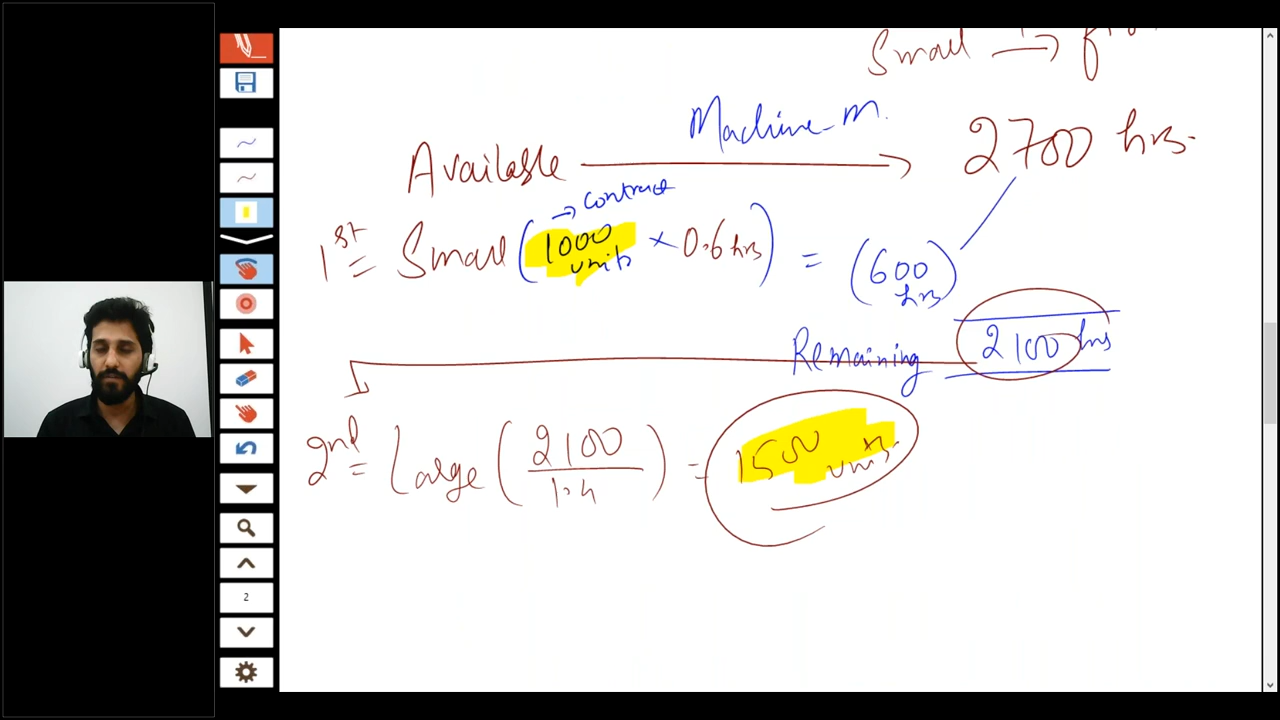 Small →
Machine-M.
Available → 2700 hrs.
→ contract
1st = Small (1000 units × 0.6 hrs) = (600 hrs)
Remaining 2100 hrs
2nd = Large (2100 / 1.4) = 1500 units.
2